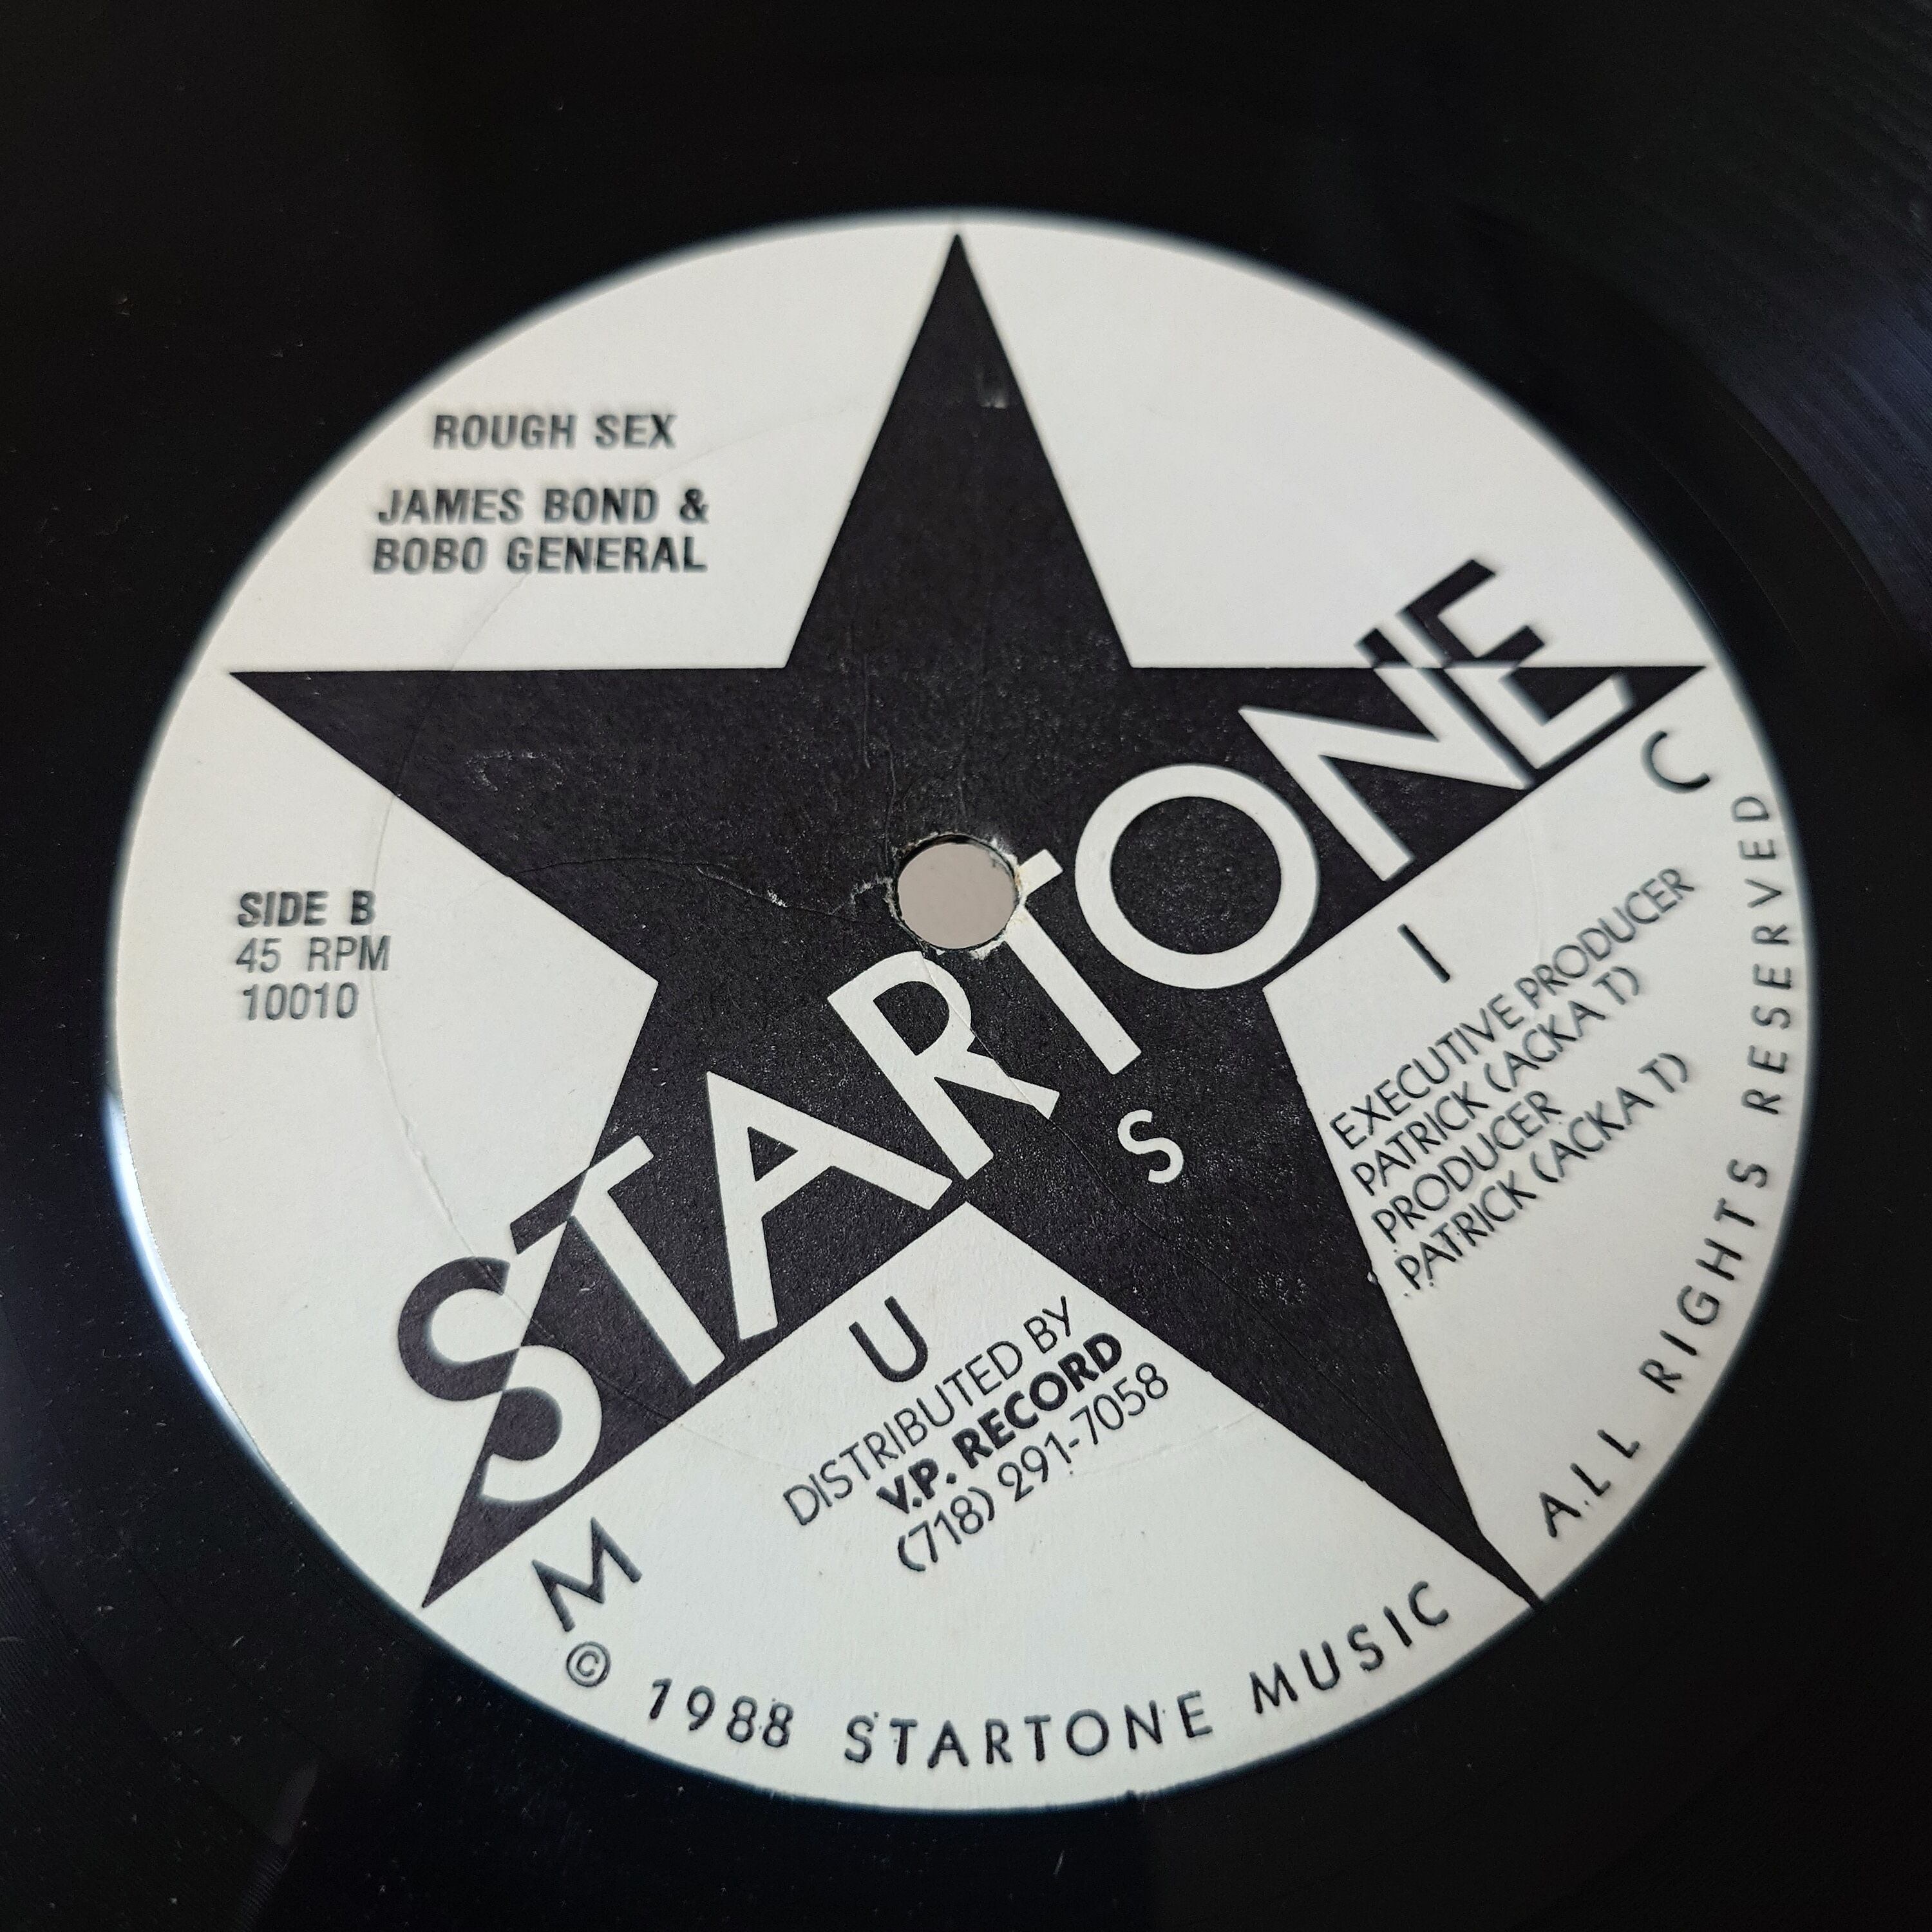 ROUGH SEX
JAMES BOND &
BOBO GENERAL
SIDE B
45 RPM
10010
STARTONE
MUSIC
EXECUTIVE PRODUCER
PATRICK (ACKA T)
PRODUCER
PATRICK (ACKA T)
DISTRIBUTED BY
V.P. RECORD
(718) 291-7058
© 1988 STARTONE MUSIC ALL RIGHTS RESERVED